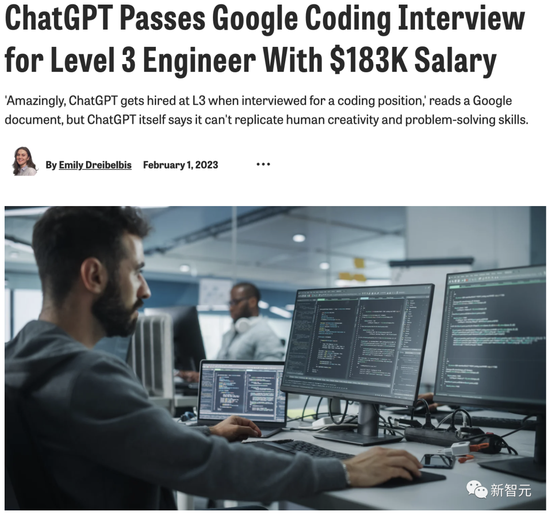 ChatGPT Passes Google Coding Interview
for Level 3 Engineer With $183K Salary
'Amazingly, ChatGPT gets hired at L3 when interviewed for a coding position,' reads a Google
document, but ChatGPT itself says it can't replicate human creativity and problem-solving skills.
By Emily Dreibelbis February 1, 2023 •••
新智元